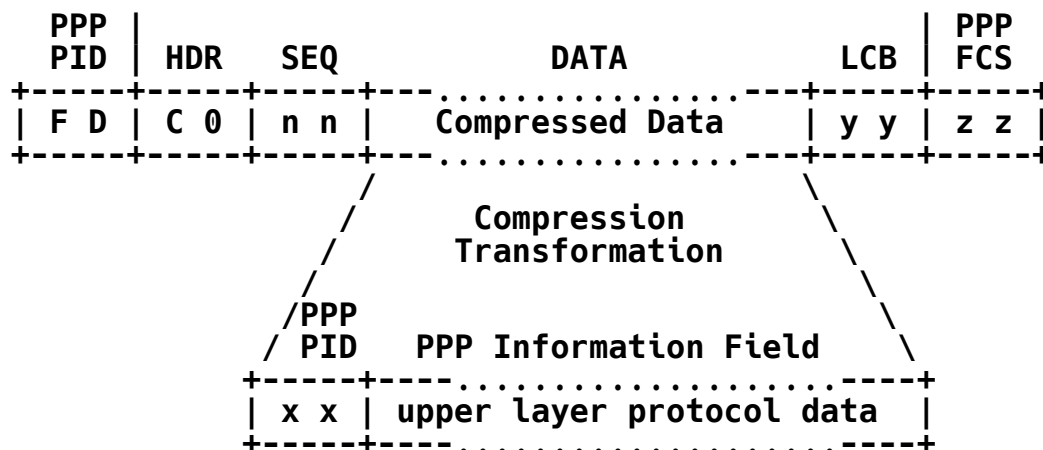 PPP |                                         | PPP
PID | HDR   SEQ           DATA            LCB | FCS
+-----+-----+-----+---................---+-----+-----+
| F D | C 0 | n n |   Compressed Data    | y y | z z |
+-----+-----+-----+---................---+-----+-----+
/                      \
/     Compression       \
/     Transformation      \
/                           \
/                             \
/PPP                            \
/ PID   PPP Information Field    \
+-----+----....................----+
| x x | upper layer protocol data  |
+-----+----....................----+